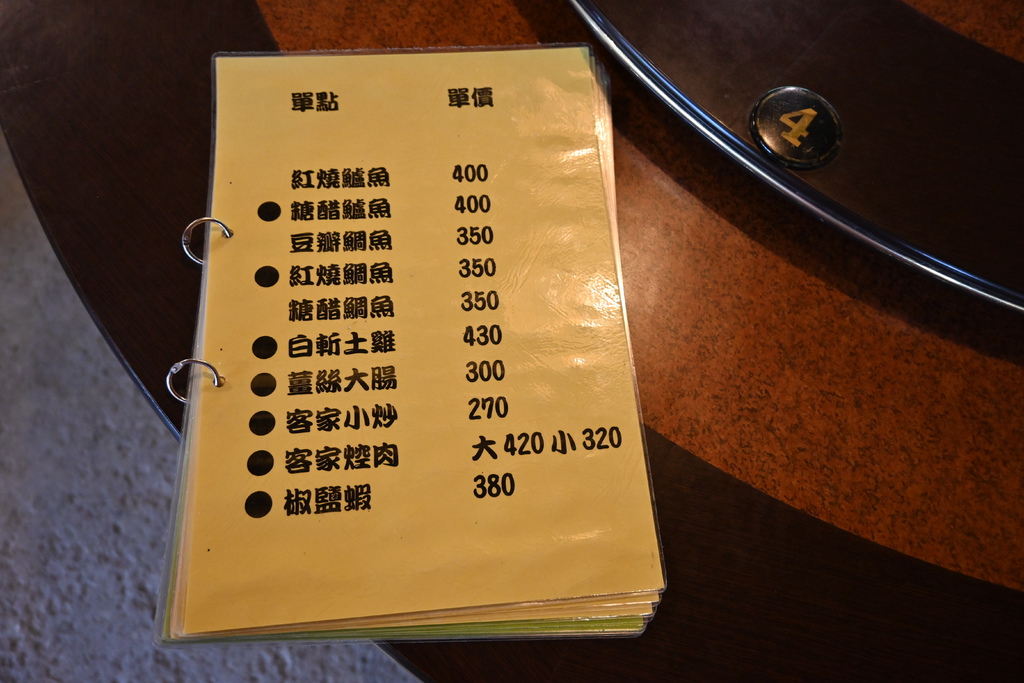 單點 單價
紅燒鱸魚 400
● 糖醋鱸魚 400
豆瓣鯛魚 350
● 紅燒鯛魚 350
糖醋鯛魚 350
● 白斬土雞 430
● 薑絲大腸 300
● 客家小炒 270
● 客家焢肉 大 420 小 320
● 椒鹽蝦 380
4